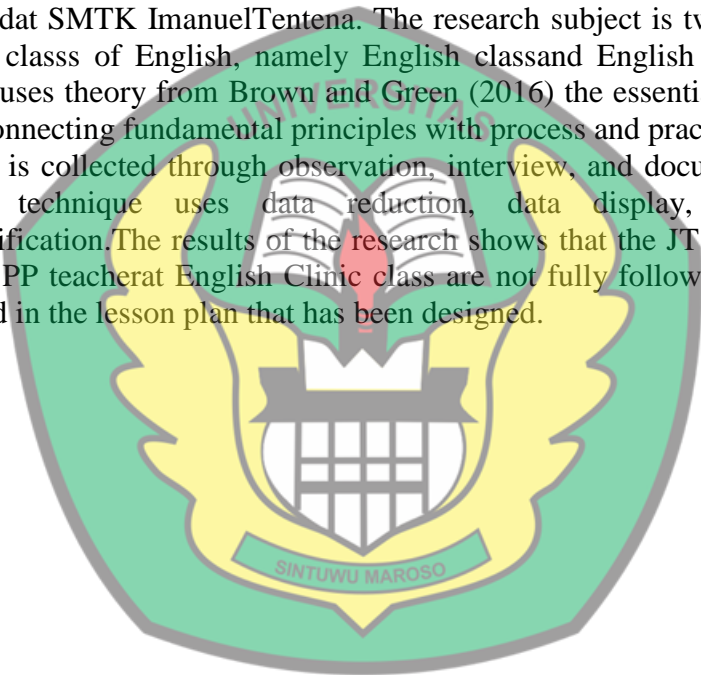 dat SMTK ImanuelTentena. The research subject is tw
classs of English, namely English classand English
uses theory from Brown and Green (2016) the essenti
onnecting fundamental principles with process and prac
is collected through observation, interview, and docu
technique uses data reduction, data display,
ification.The results of the research shows that the JT
PP teacherat English Clinic class are not fully follow
d in the lesson plan that has been designed.
UNIVERSITAS
SINTUWU MAROSO